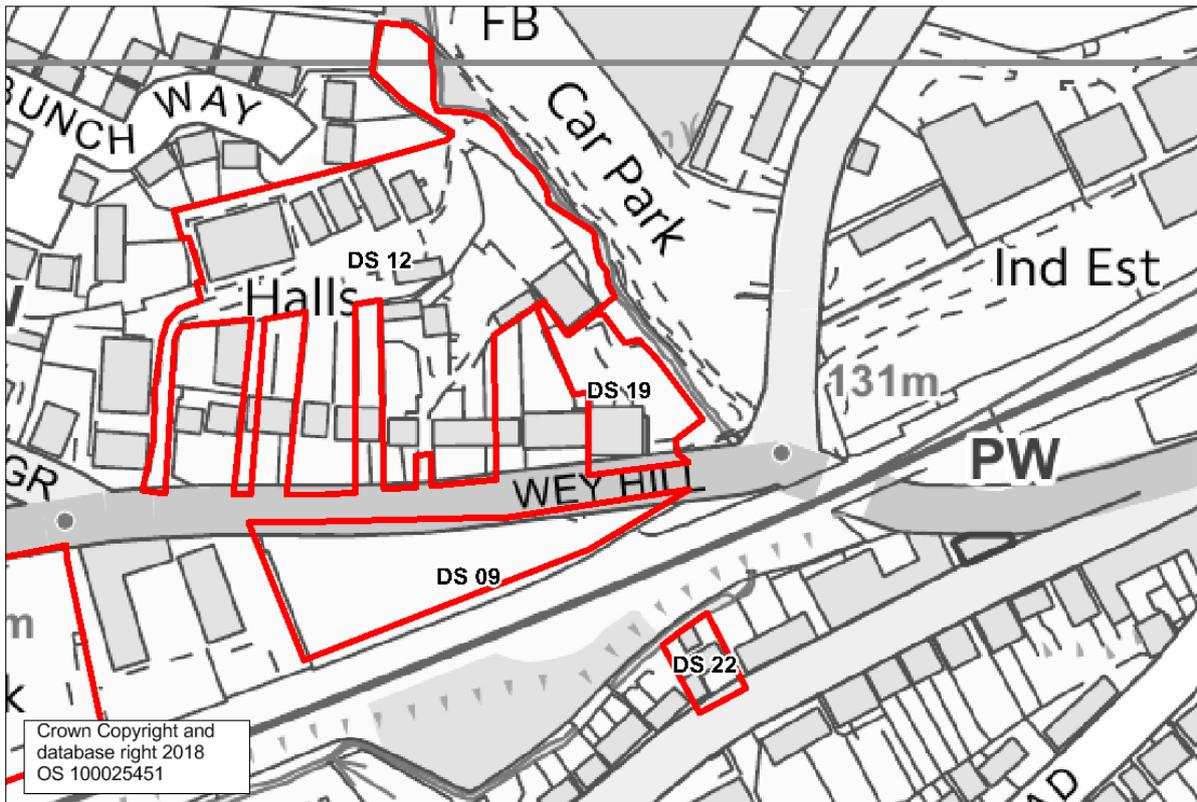 FB
BUNCH WAY
Car Park
DS 12
Halls
Ind Est
DS 19
131m
PW
GR
WEY HILL
DS 09
m
DS 22
k
Crown Copyright and
database right 2018
OS 100025451
AD